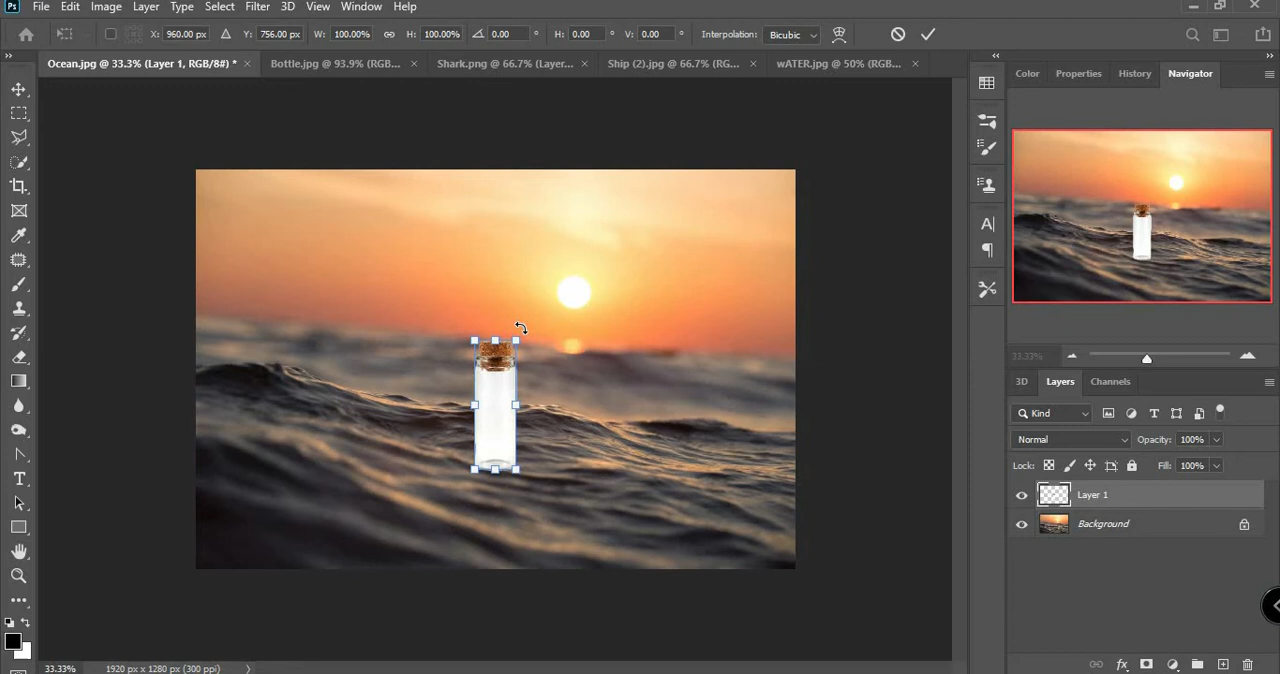 Ps File Edit Image Layer Type Select Filter 3D View Window Help
X: 960.00 px Y: 756.00 px W: 100.00% H: 100.00% 0.00 ° H: 0.00 ° V: 0.00 ° Interpolation: Bicubic
Ocean.jpg @ 33.3% (Layer 1, RGB/8#) * × Bottle.jpg @ 93.9% (RGB... × Shark.png @ 66.7% (Layer... × Ship (2).jpg @ 66.7% (RG... × wATER.jpg @ 50% (RGB... ×
Color Properties History Navigator
33.33%
3D Layers Channels
Kind
Normal Opacity: 100%
Lock: Fill: 100%
Layer 1
Background
fx
33.33% 1920 px x 1280 px (300 ppi)